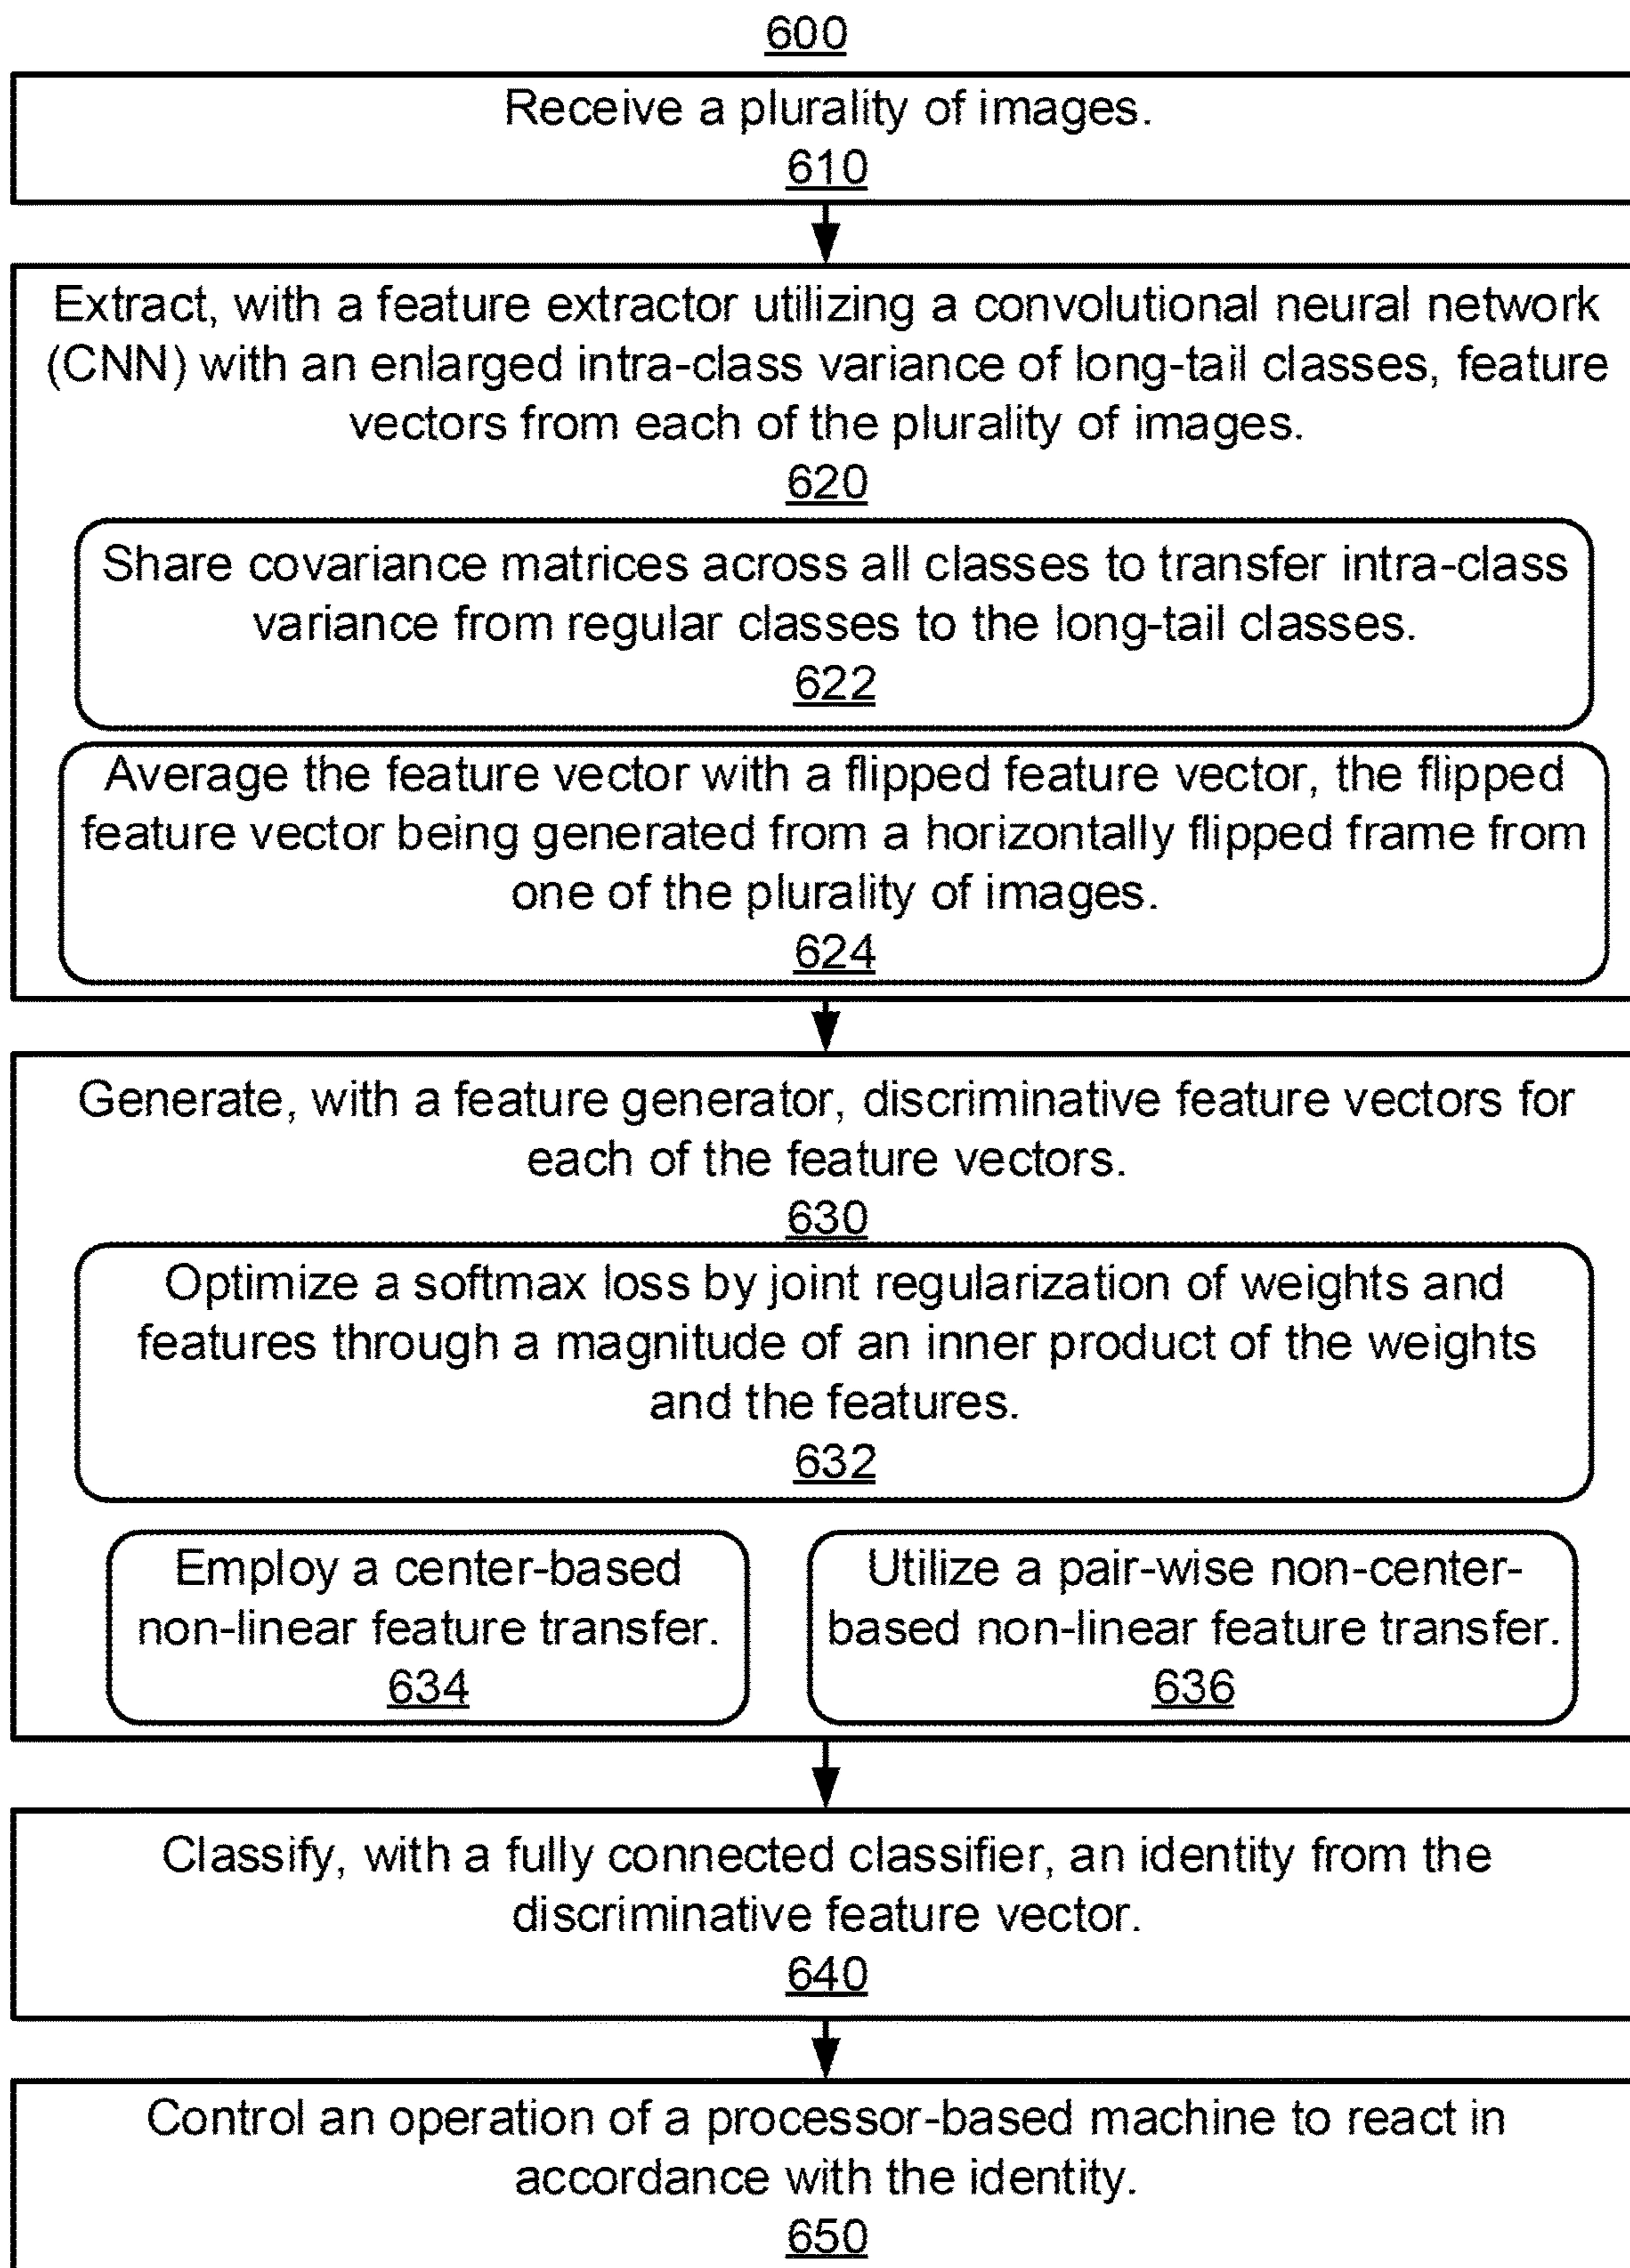 600
Receive a plurality of images.
610
Extract, with a feature extractor utilizing a convolutional neural network
(CNN) with an enlarged intra-class variance of long-tail classes, feature
vectors from each of the plurality of images.
620
Share covariance matrices across all classes to transfer intra-class
variance from regular classes to the long-tail classes.
622
Average the feature vector with a flipped feature vector, the flipped
feature vector being generated from a horizontally flipped frame from
one of the plurality of images.
624
Generate, with a feature generator, discriminative feature vectors for
each of the feature vectors.
630
Optimize a softmax loss by joint regularization of weights and
features through a magnitude of an inner product of the weights
and the features.
632
Employ a center-based
non-linear feature transfer.
634
Utilize a pair-wise non-center-
based non-linear feature transfer.
636
Classify, with a fully connected classifier, an identity from the
discriminative feature vector.
640
Control an operation of a processor-based machine to react in
accordance with the identity.
650